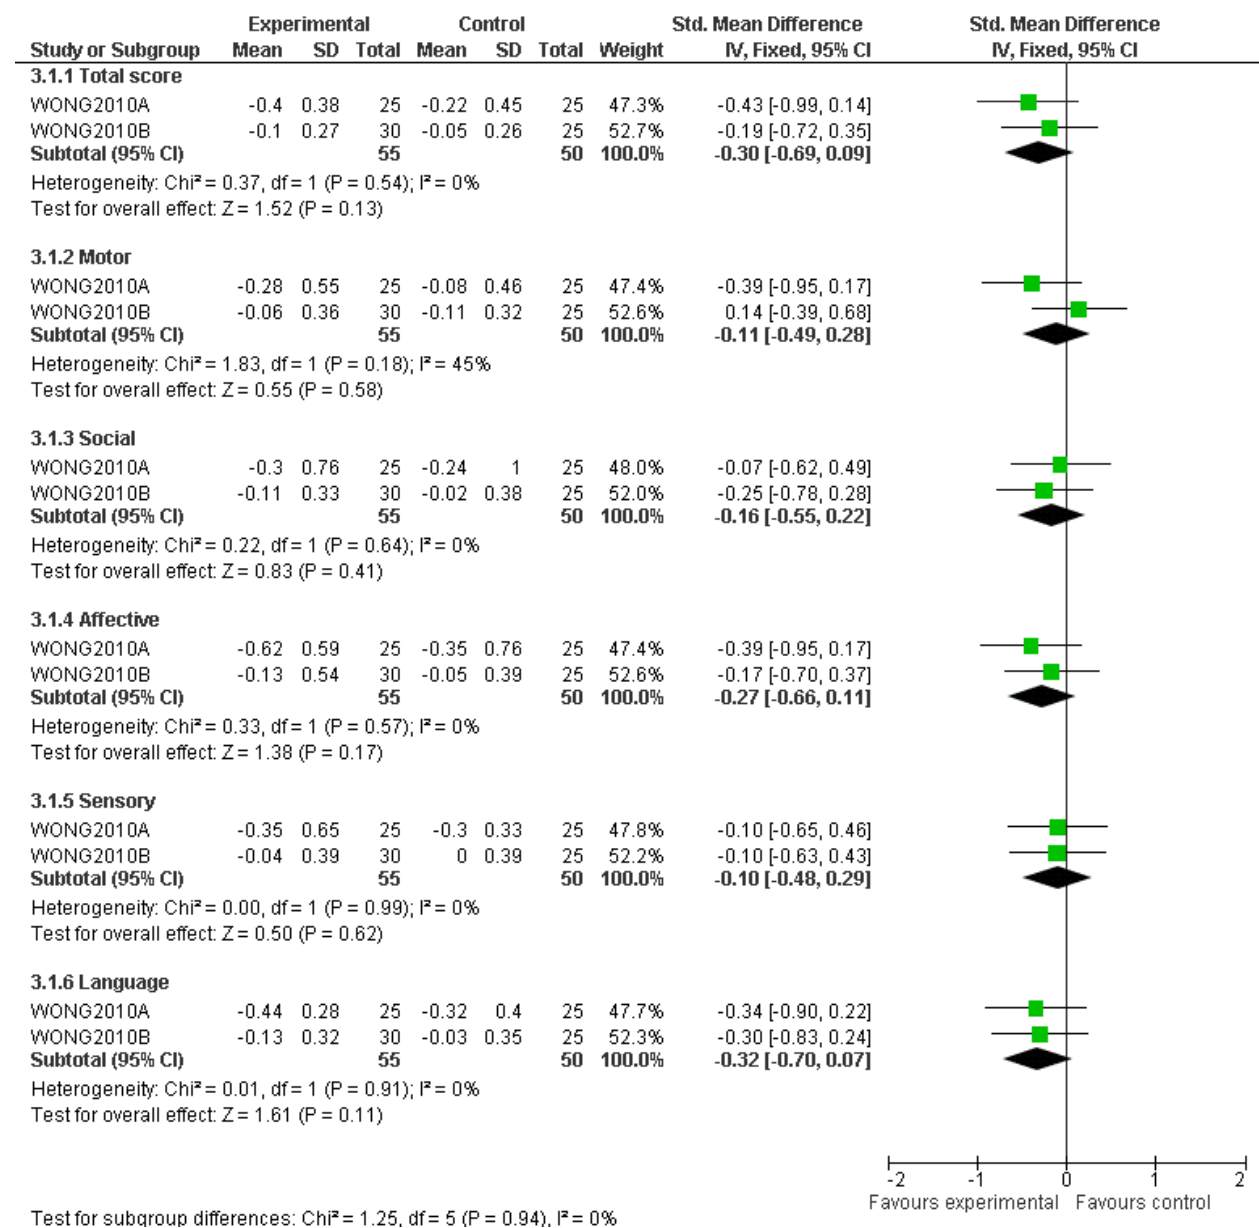 Experimental Control Std. Mean Difference Std. Mean Difference
Study or Subgroup Mean SD Total Mean SD Total Weight IV, Fixed, 95% CI IV, Fixed, 95% CI
3.1.1 Total score
WONG2010A -0.4 0.38 25 -0.22 0.45 25 47.3% -0.43 [-0.99, 0.14]
WONG2010B -0.1 0.27 30 -0.05 0.26 25 52.7% -0.19 [-0.72, 0.35]
Subtotal (95% CI) 55 50 100.0% -0.30 [-0.69, 0.09]
Heterogeneity: Chi² = 0.37, df = 1 (P = 0.54); I² = 0%
Test for overall effect: Z = 1.52 (P = 0.13)
3.1.2 Motor
WONG2010A -0.28 0.55 25 -0.08 0.46 25 47.4% -0.39 [-0.95, 0.17]
WONG2010B -0.06 0.36 30 -0.11 0.32 25 52.6% 0.14 [-0.39, 0.68]
Subtotal (95% CI) 55 50 100.0% -0.11 [-0.49, 0.28]
Heterogeneity: Chi² = 1.83, df = 1 (P = 0.18); I² = 45%
Test for overall effect: Z = 0.55 (P = 0.58)
3.1.3 Social
WONG2010A -0.3 0.76 25 -0.24 1 25 48.0% -0.07 [-0.62, 0.49]
WONG2010B -0.11 0.33 30 -0.02 0.38 25 52.0% -0.25 [-0.78, 0.28]
Subtotal (95% CI) 55 50 100.0% -0.16 [-0.55, 0.22]
Heterogeneity: Chi² = 0.22, df = 1 (P = 0.64); I² = 0%
Test for overall effect: Z = 0.83 (P = 0.41)
3.1.4 Affective
WONG2010A -0.62 0.59 25 -0.35 0.76 25 47.4% -0.39 [-0.95, 0.17]
WONG2010B -0.13 0.54 30 -0.05 0.39 25 52.6% -0.17 [-0.70, 0.37]
Subtotal (95% CI) 55 50 100.0% -0.27 [-0.66, 0.11]
Heterogeneity: Chi² = 0.33, df = 1 (P = 0.57); I² = 0%
Test for overall effect: Z = 1.38 (P = 0.17)
3.1.5 Sensory
WONG2010A -0.35 0.65 25 -0.3 0.33 25 47.8% -0.10 [-0.65, 0.46]
WONG2010B -0.04 0.39 30 0 0.39 25 52.2% -0.10 [-0.63, 0.43]
Subtotal (95% CI) 55 50 100.0% -0.10 [-0.48, 0.29]
Heterogeneity: Chi² = 0.00, df = 1 (P = 0.99); I² = 0%
Test for overall effect: Z = 0.50 (P = 0.62)
3.1.6 Language
WONG2010A -0.44 0.28 25 -0.32 0.4 25 47.7% -0.34 [-0.90, 0.22]
WONG2010B -0.13 0.32 30 -0.03 0.35 25 52.3% -0.30 [-0.83, 0.24]
Subtotal (95% CI) 55 50 100.0% -0.32 [-0.70, 0.07]
Heterogeneity: Chi² = 0.01, df = 1 (P = 0.91); I² = 0%
Test for overall effect: Z = 1.61 (P = 0.11)
-2 -1 0 1 2
Favours experimental Favours control
Test for subgroup differences: Chi² = 1.25, df = 5 (P = 0.94), I² = 0%